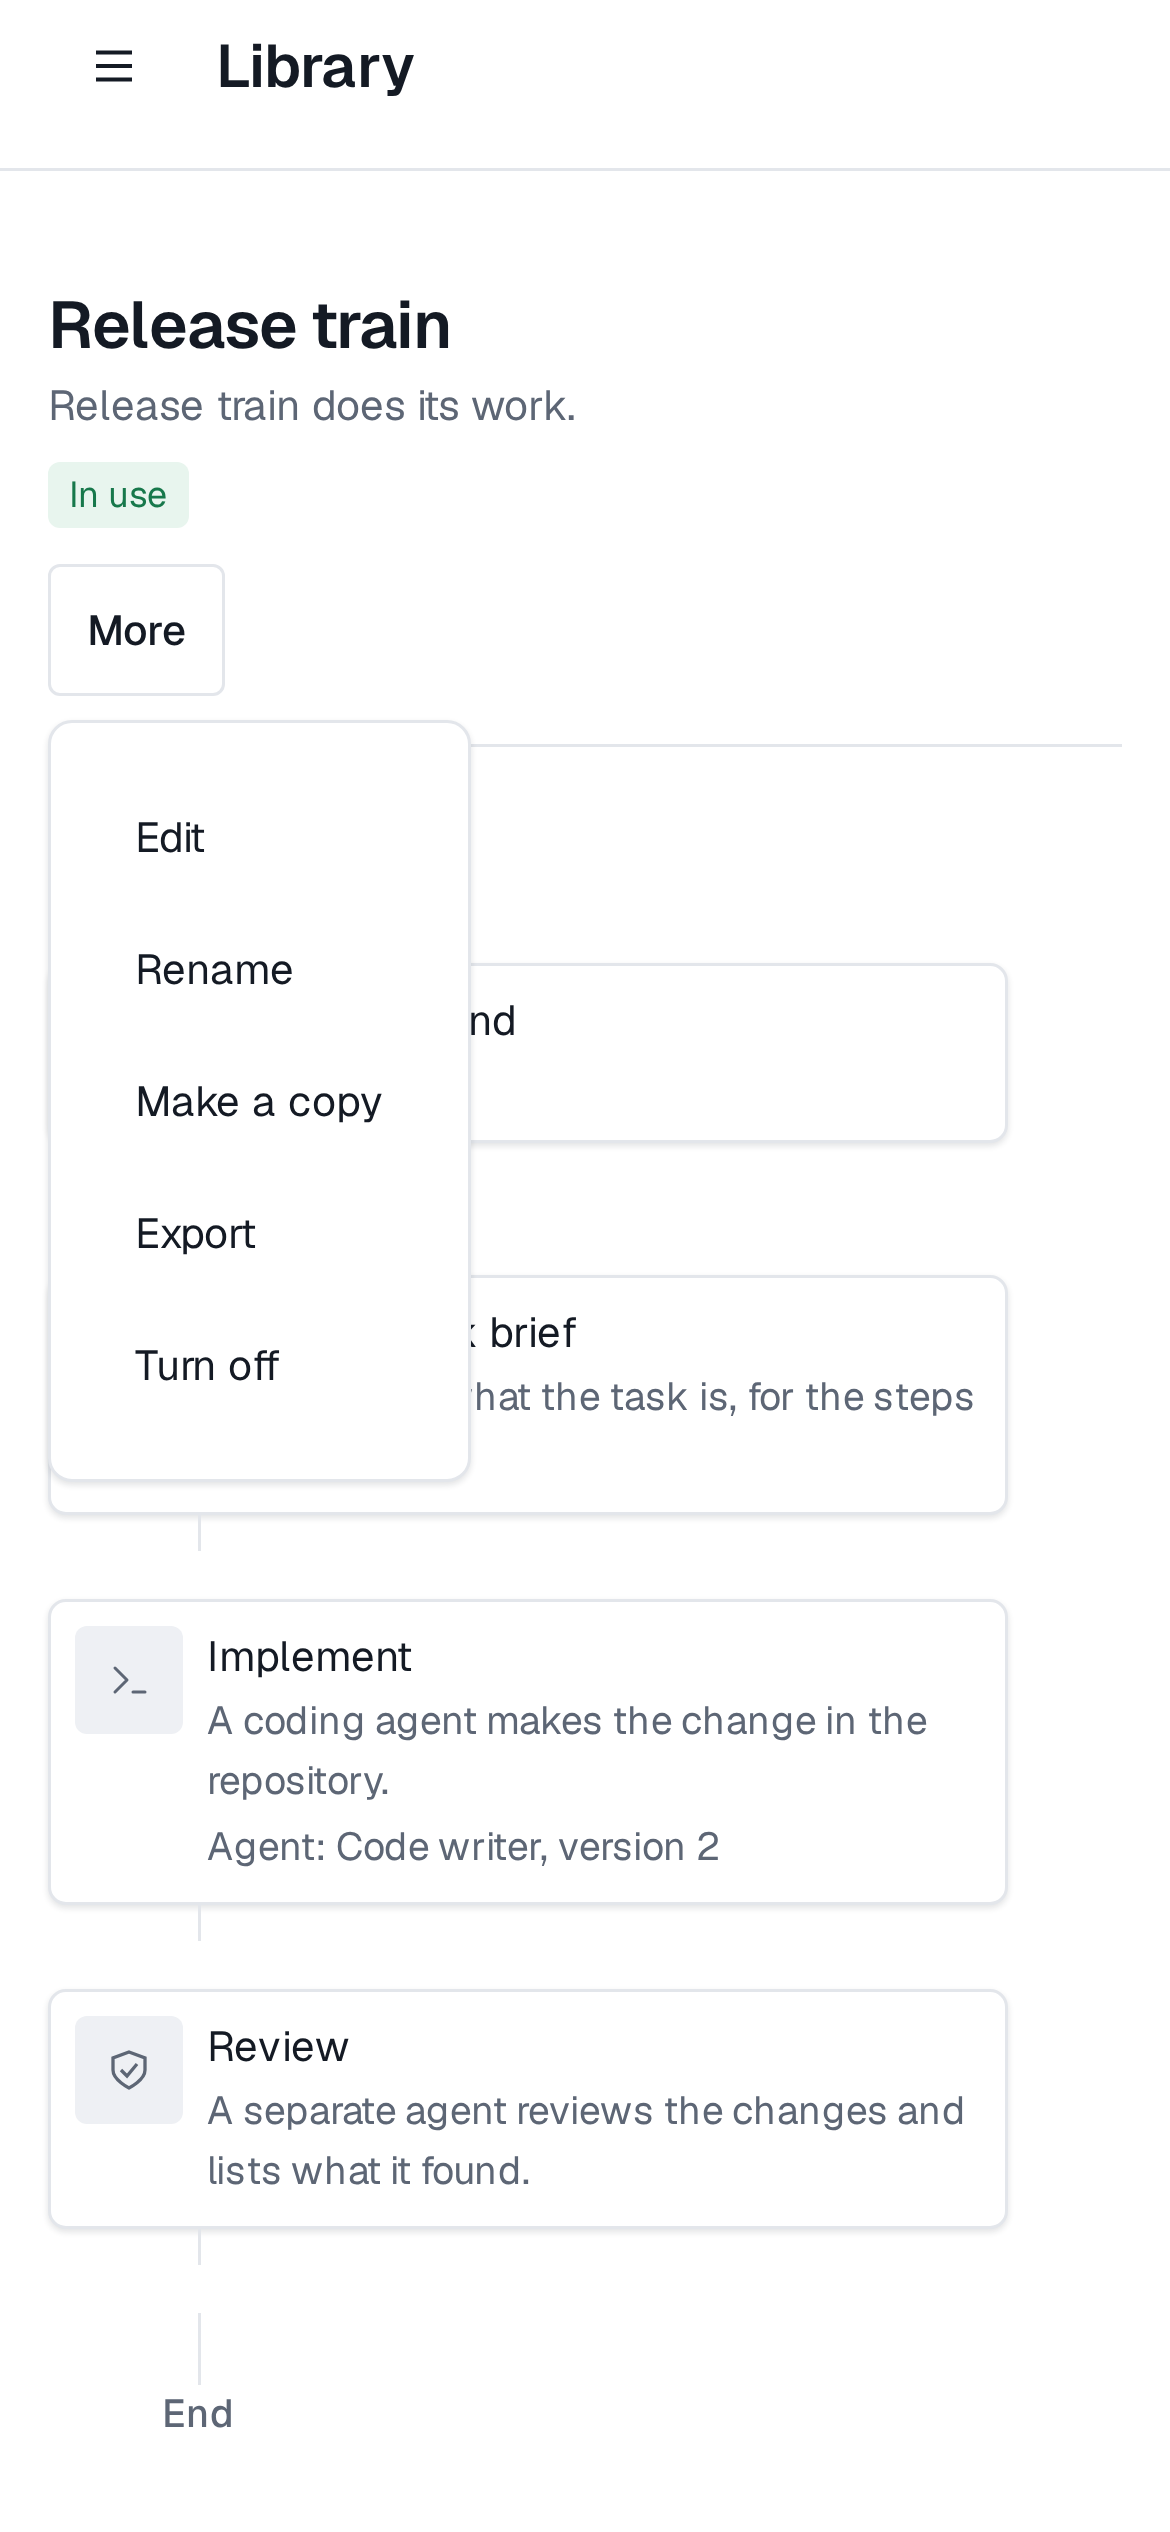 Library
Release train
Release train does its work.
In use
More
Edit
Rename
nd
Make a copy
Export
brief
Turn off
hat the task is, for the steps
Implement
A coding agent makes the change in the
repository.
Agent: Code writer, version 2
Review
A separate agent reviews the changes and
lists what it found.
End